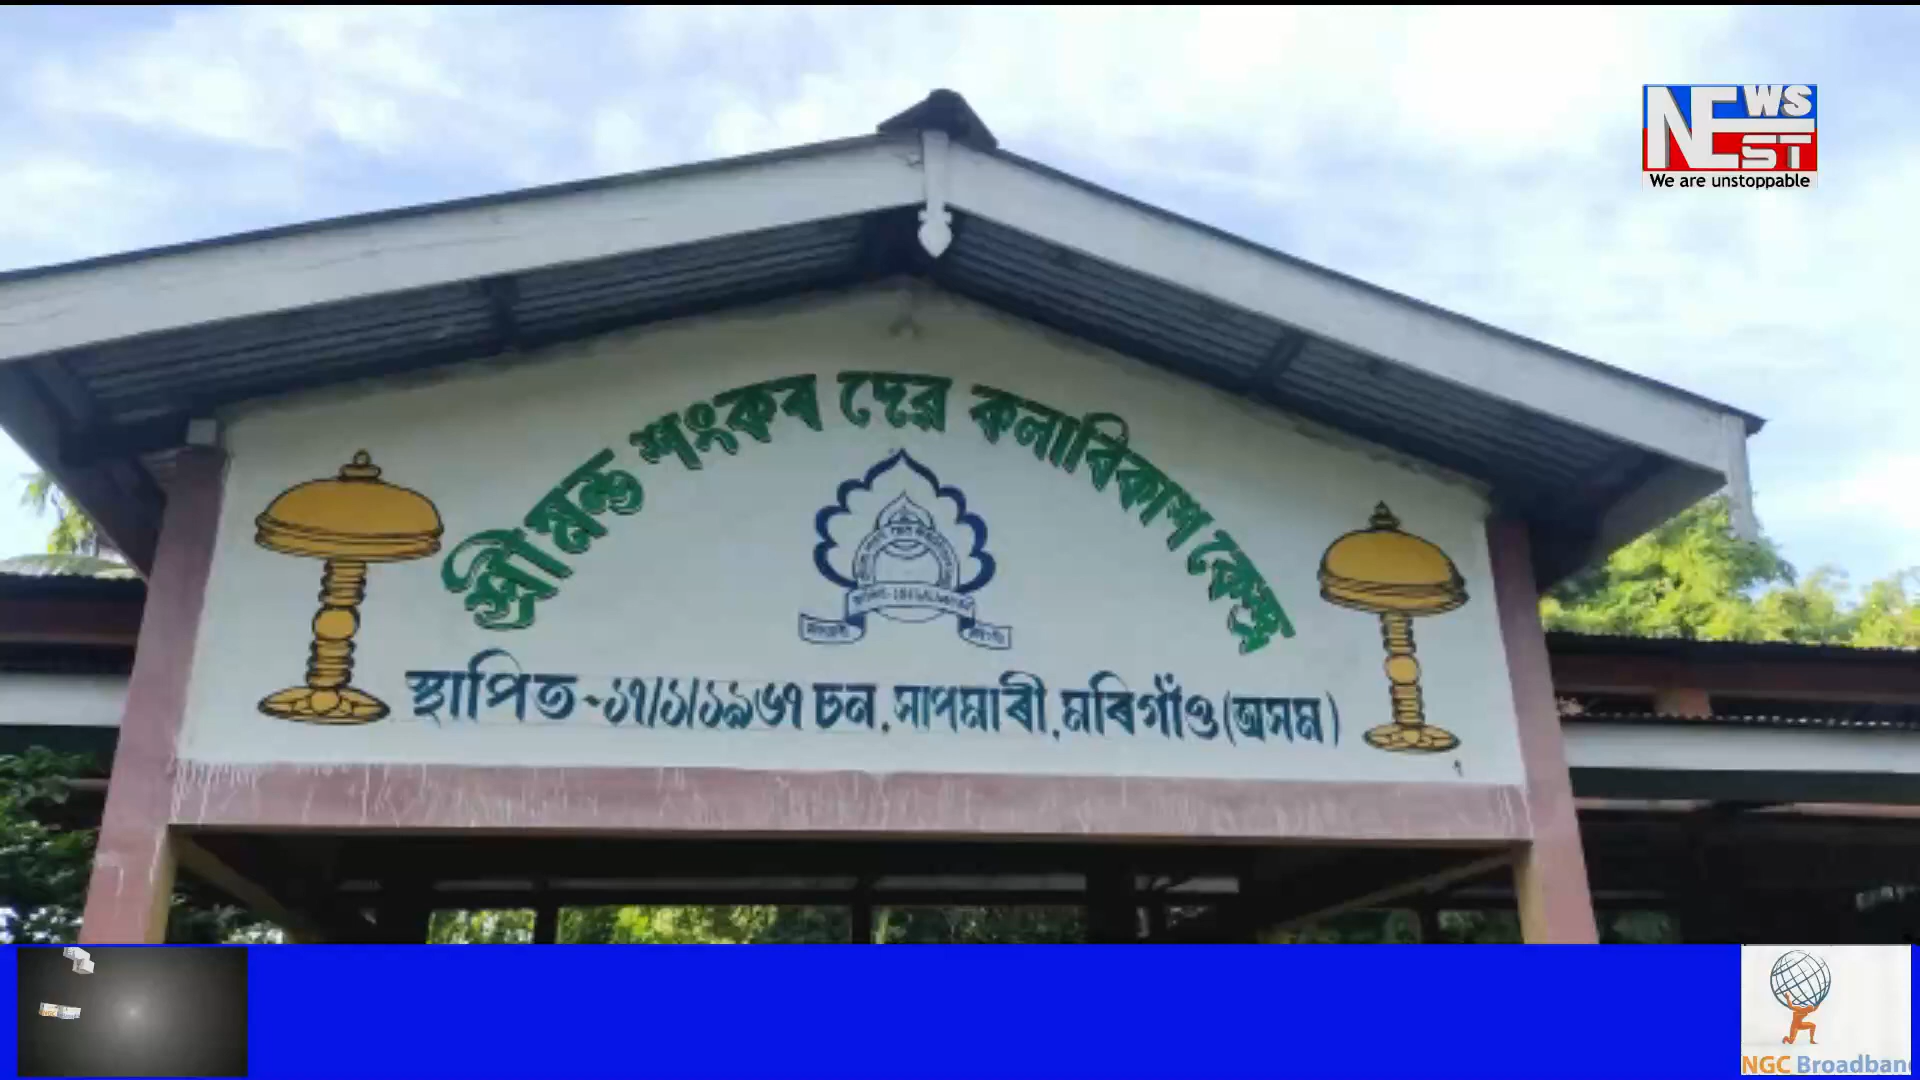 NEWS
EST
We are unstoppable
শ্ৰীমন্ত শংকৰ দেৱ কলাবিকাশ কেন্দ্ৰ
স্থাপিত - ১৭/১/১৯৬৭ চন, সাপমাৰী, মৰিগাঁও (অসম)
NGC Broadband